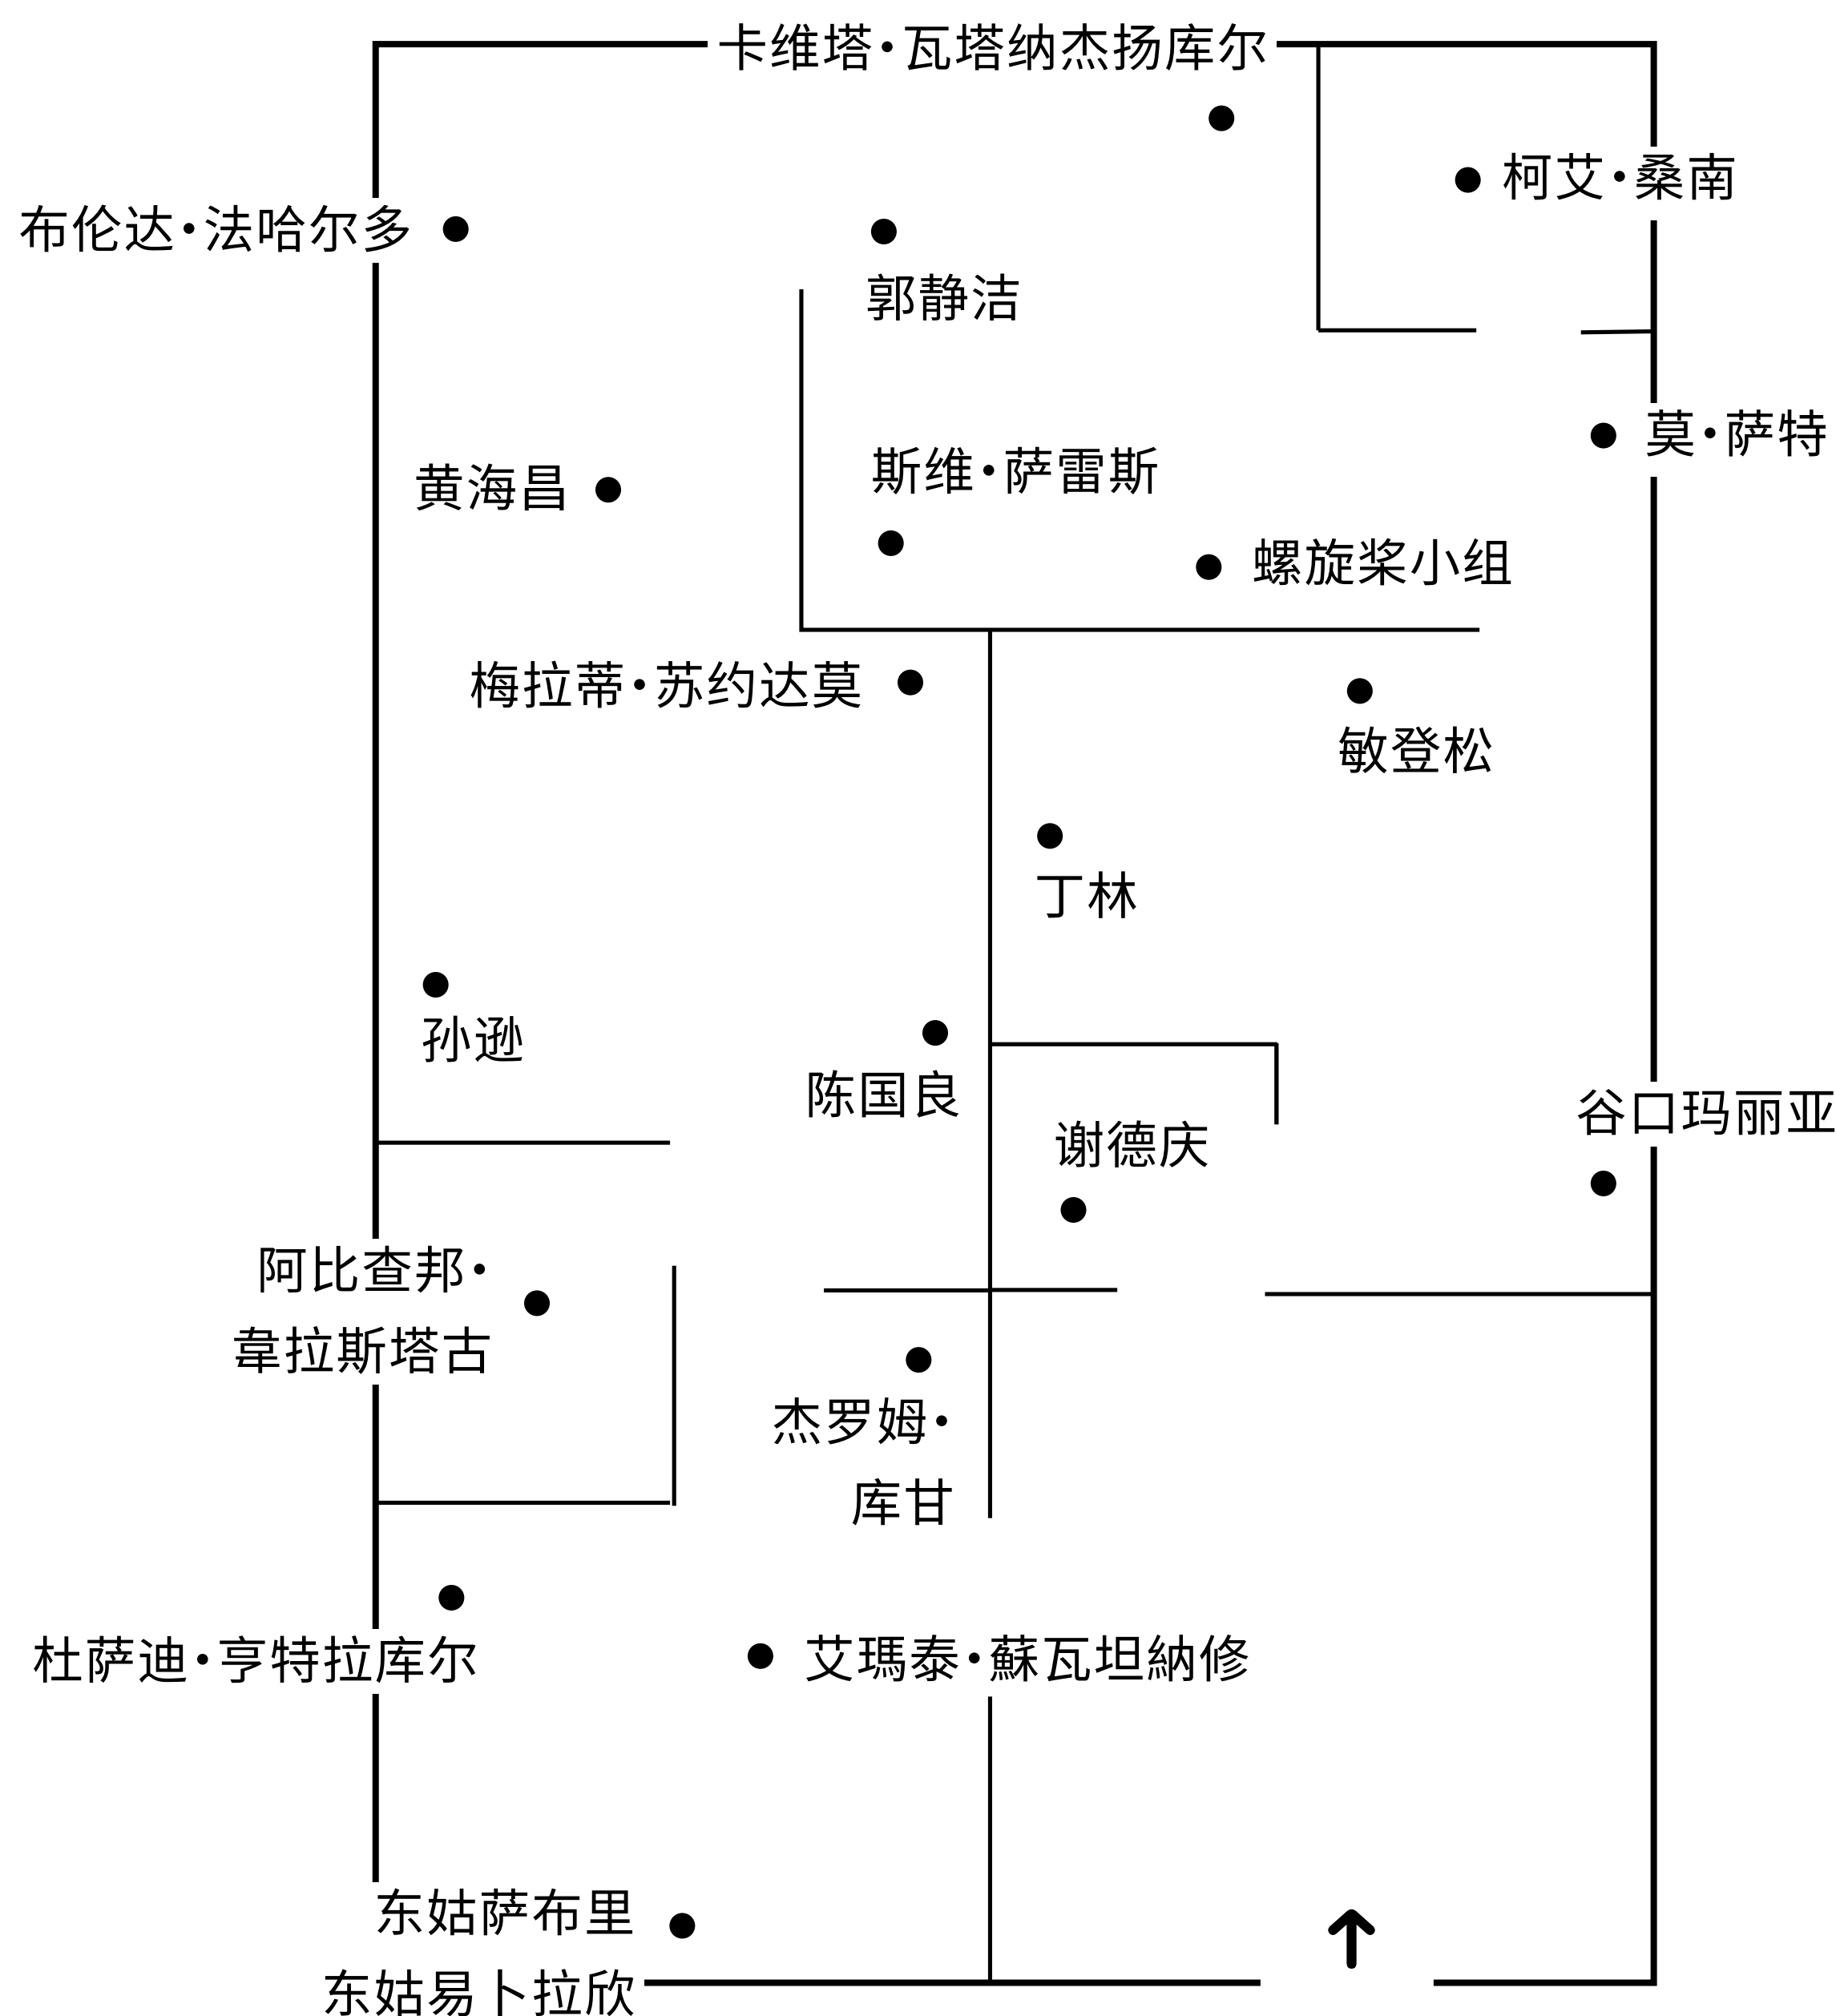 卡维塔·瓦塔纳杰扬库尔
柯艾·桑南
布伦达·法哈尔多
郭静洁
莫·萨特
斯维·萨雷斯
黄海昌
螺旋桨小组
梅拉蒂·苏约达莫
敏登松
丁林
孙逊
陈国良
谷口玛丽亚
谢德庆
阿比查邦·
韋拉斯塔古
杰罗姆·
库甘
杜萨迪·亨特拉库尔
艾瑪泰·蘇瓦坦納修
东姑萨布里
东姑易卜拉欣